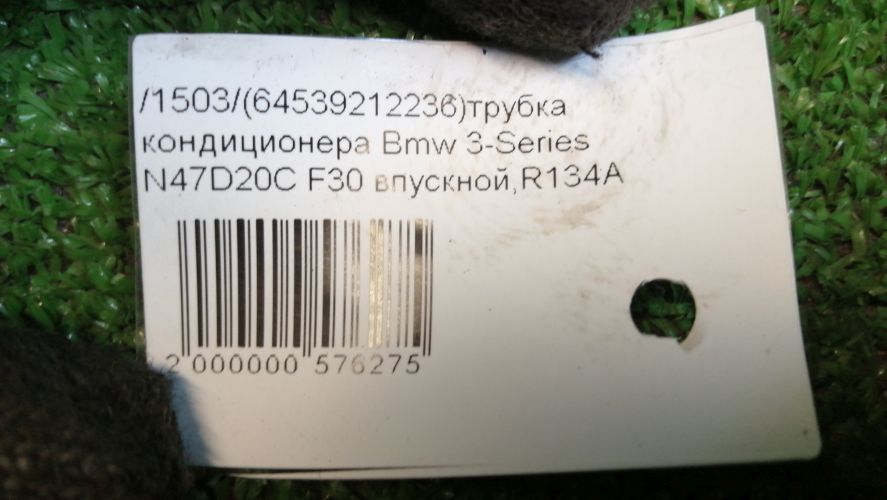 /1503/(64539212236)трубка
кондиционера Bmw 3-Series
N47D20C F30 впускной,R134A
2 000000 576275